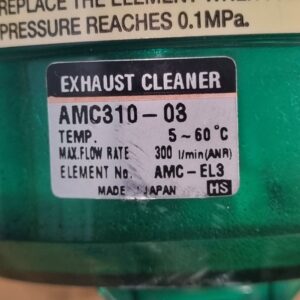 REPLACE THE ELEMENT WHEN
PRESSURE REACHES 0.1MPa.
EXHAUST CLEANER
AMC310-03
TEMP. 5~60°C
MAX.FLOW RATE 300 l/min(ANR)
ELEMENT No. AMC-EL3
MADE JAPAN HS